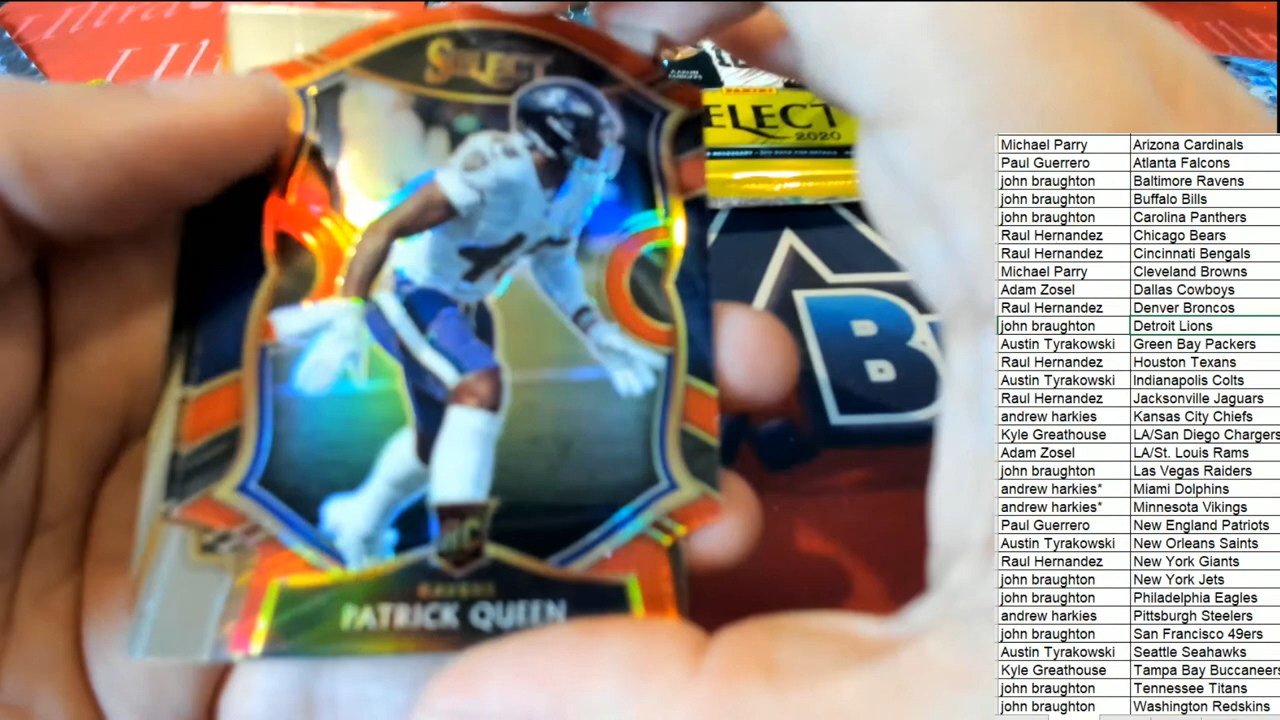 SELECT
RC
RAVENS
PATRICK QUEEN
PANINI
ELECT
2020
B
Michael Parry Arizona Cardinals
Paul Guerrero Atlanta Falcons
john braughton Baltimore Ravens
john braughton Buffalo Bills
john braughton Carolina Panthers
Raul Hernandez Chicago Bears
Raul Hernandez Cincinnati Bengals
Michael Parry Cleveland Browns
Adam Zosel Dallas Cowboys
Raul Hernandez Denver Broncos
john braughton Detroit Lions
Austin Tyrakowski Green Bay Packers
Raul Hernandez Houston Texans
Austin Tyrakowski Indianapolis Colts
Raul Hernandez Jacksonville Jaguars
andrew harkies Kansas City Chiefs
Kyle Greathouse LA/San Diego Chargers
Adam Zosel LA/St. Louis Rams
john braughton Las Vegas Raiders
andrew harkies* Miami Dolphins
andrew harkies* Minnesota Vikings
Paul Guerrero New England Patriots
Austin Tyrakowski New Orleans Saints
Raul Hernandez New York Giants
john braughton New York Jets
john braughton Philadelphia Eagles
andrew harkies Pittsburgh Steelers
john braughton San Francisco 49ers
Austin Tyrakowski Seattle Seahawks
Kyle Greathouse Tampa Bay Buccaneers
john braughton Tennessee Titans
john braughton Washington Redskins